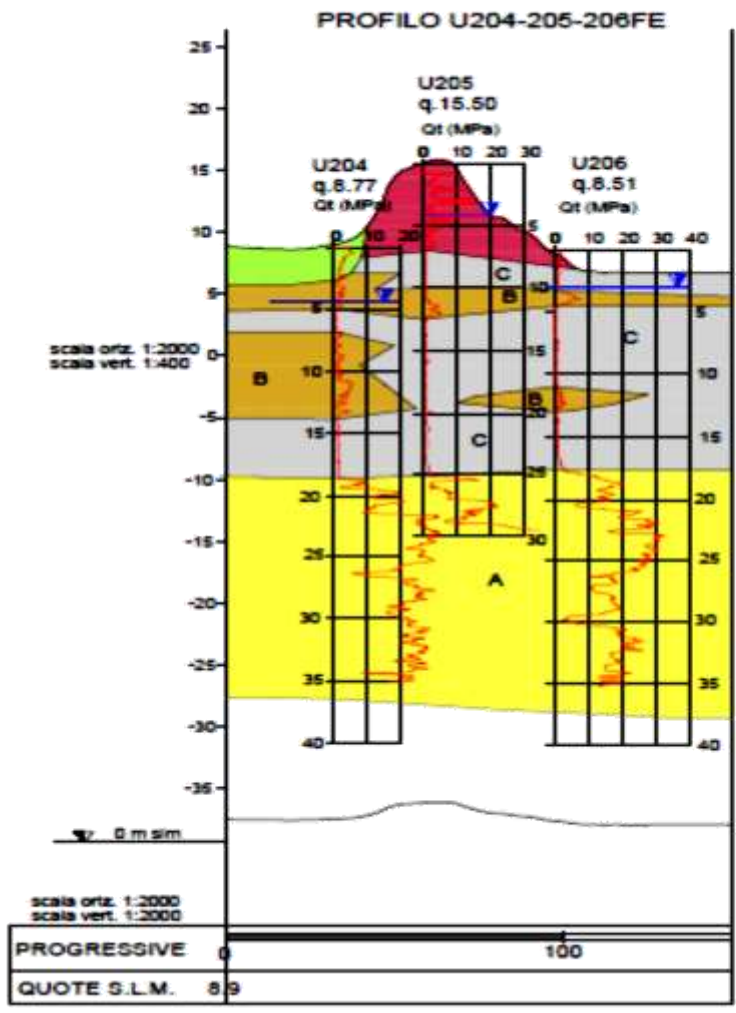 PROFILO U204-205-206FE
25
20
15
10
5
0
-5
-10
-15
-20
-25
-30
-35
U205
q.15.50
Qt (MPa)
0 10 20 30
5
10
15
20
25
30
U204
q.8.77
Qt (MPa)
0 10 20
5
10
15
20
25
30
35
40
U206
q.8.51
Qt (MPa)
0 10 20 30 40
5
10
15
20
25
30
35
40
C
B
C
B
B
C
A
scala oriz. 1:2000
scala vert. 1:400
0 m slm
scala oriz. 1:2000
scala vert. 1:2000
PROGRESSIVE 0 100
QUOTE S.L.M. 8.9